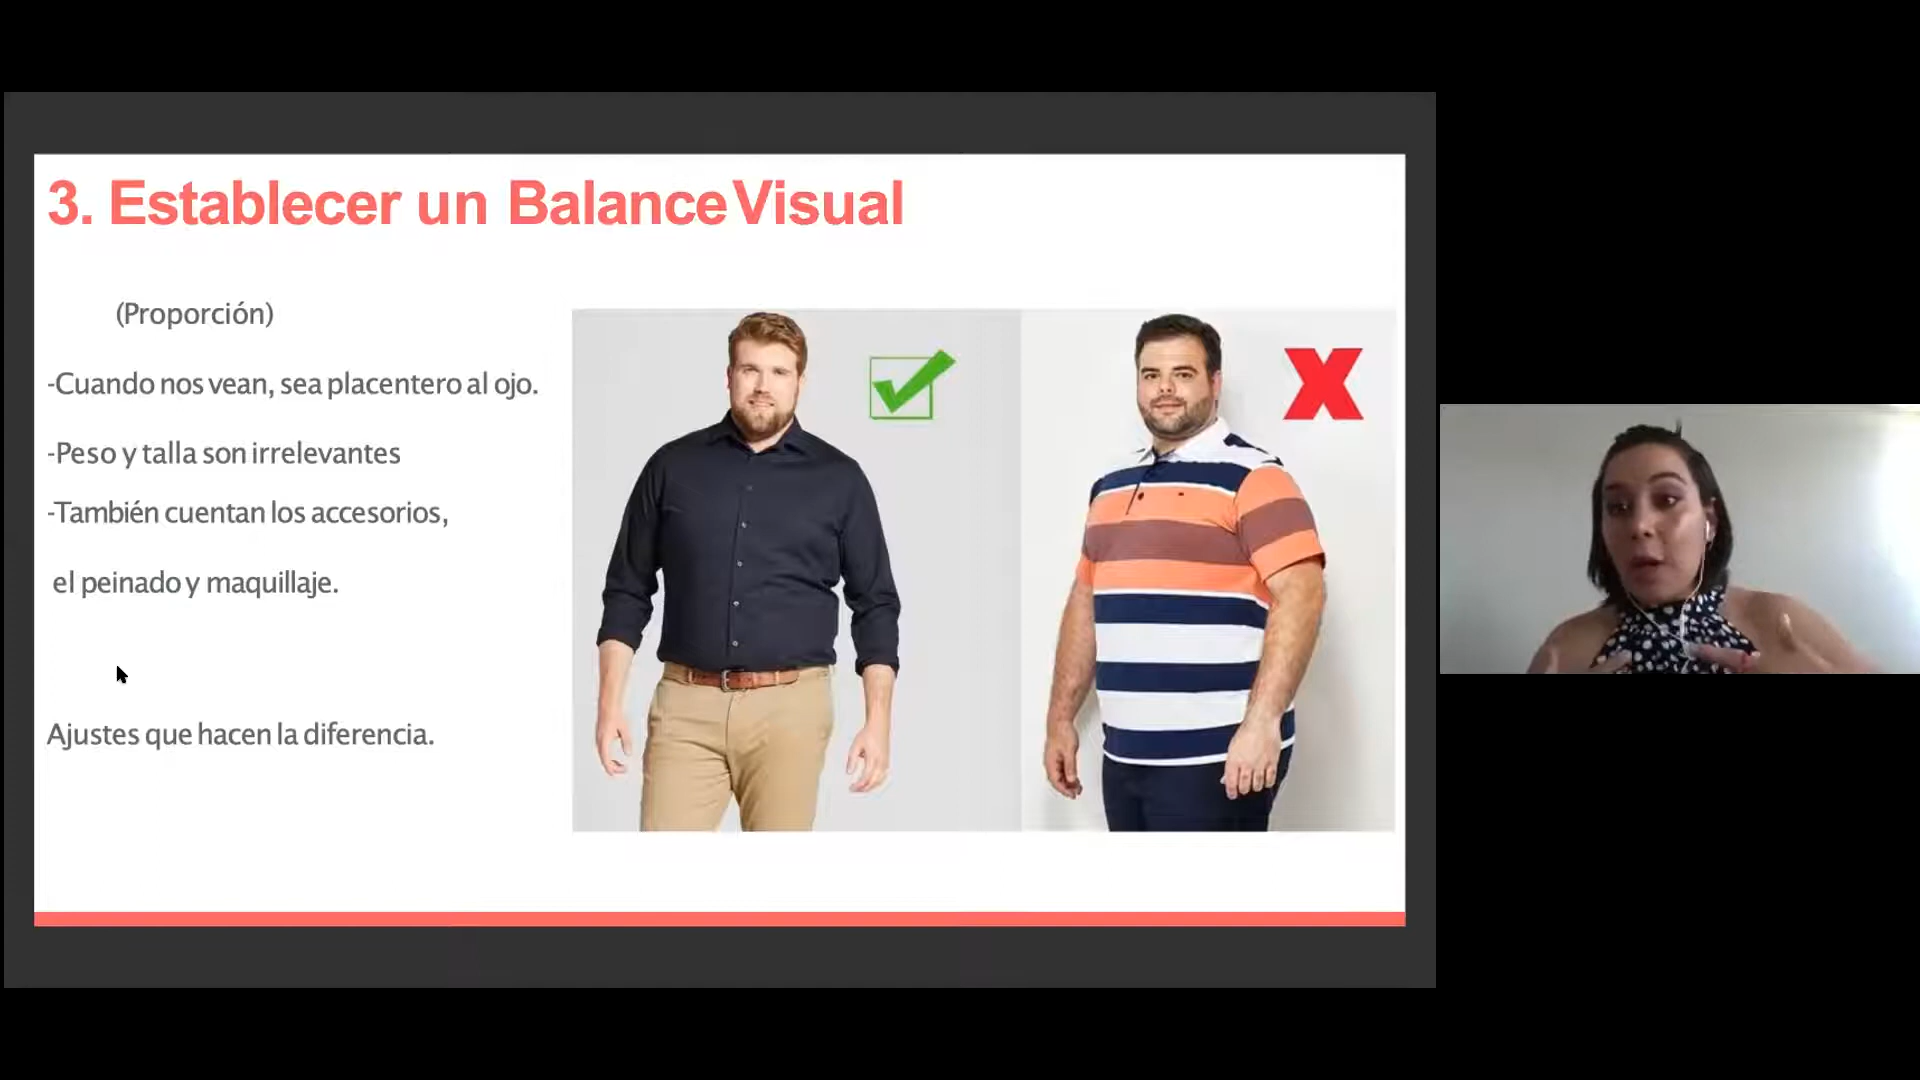 3. Establecer un Balance Visual
(Proporción)
-Cuando nos vean, sea placentero al ojo.
-Peso y talla son irrelevantes
-También cuentan los accesorios,
el peinado y maquillaje.
Ajustes que hacen la diferencia.